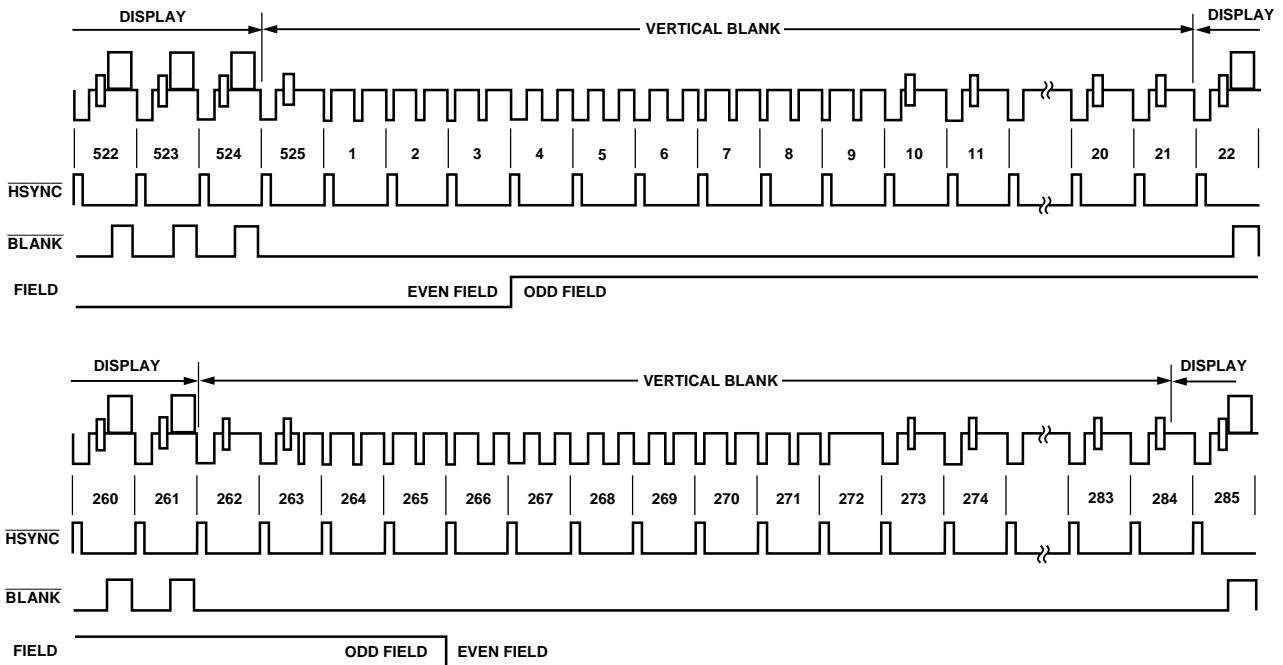 DISPLAY VERTICAL BLANK DISPLAY
522 523 524 525 1 2 3 4 5 6 7 8 9 10 11 20 21 22
HSYNC
BLANK
FIELD EVEN FIELD ODD FIELD
DISPLAY VERTICAL BLANK DISPLAY
260 261 262 263 264 265 266 267 268 269 270 271 272 273 274 283 284 285
HSYNC
BLANK
FIELD ODD FIELD EVEN FIELD